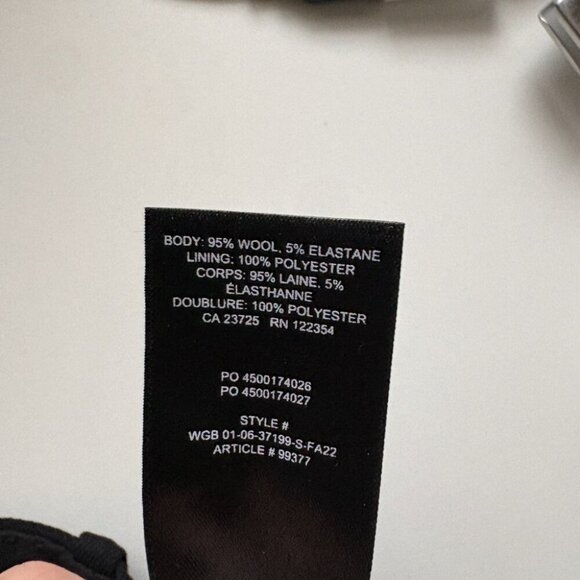 BODY: 95% WOOL, 5% ELASTANE
LINING: 100% POLYESTER
CORPS: 95% LAINE, 5%
ÉLASTHANNE
DOUBLURE: 100% POLYESTER
CA 23725 RN 122354
PO 4500174026
PO 4500174027
STYLE #
WGB 01-06-37199-S-FA22
ARTICLE # 99377